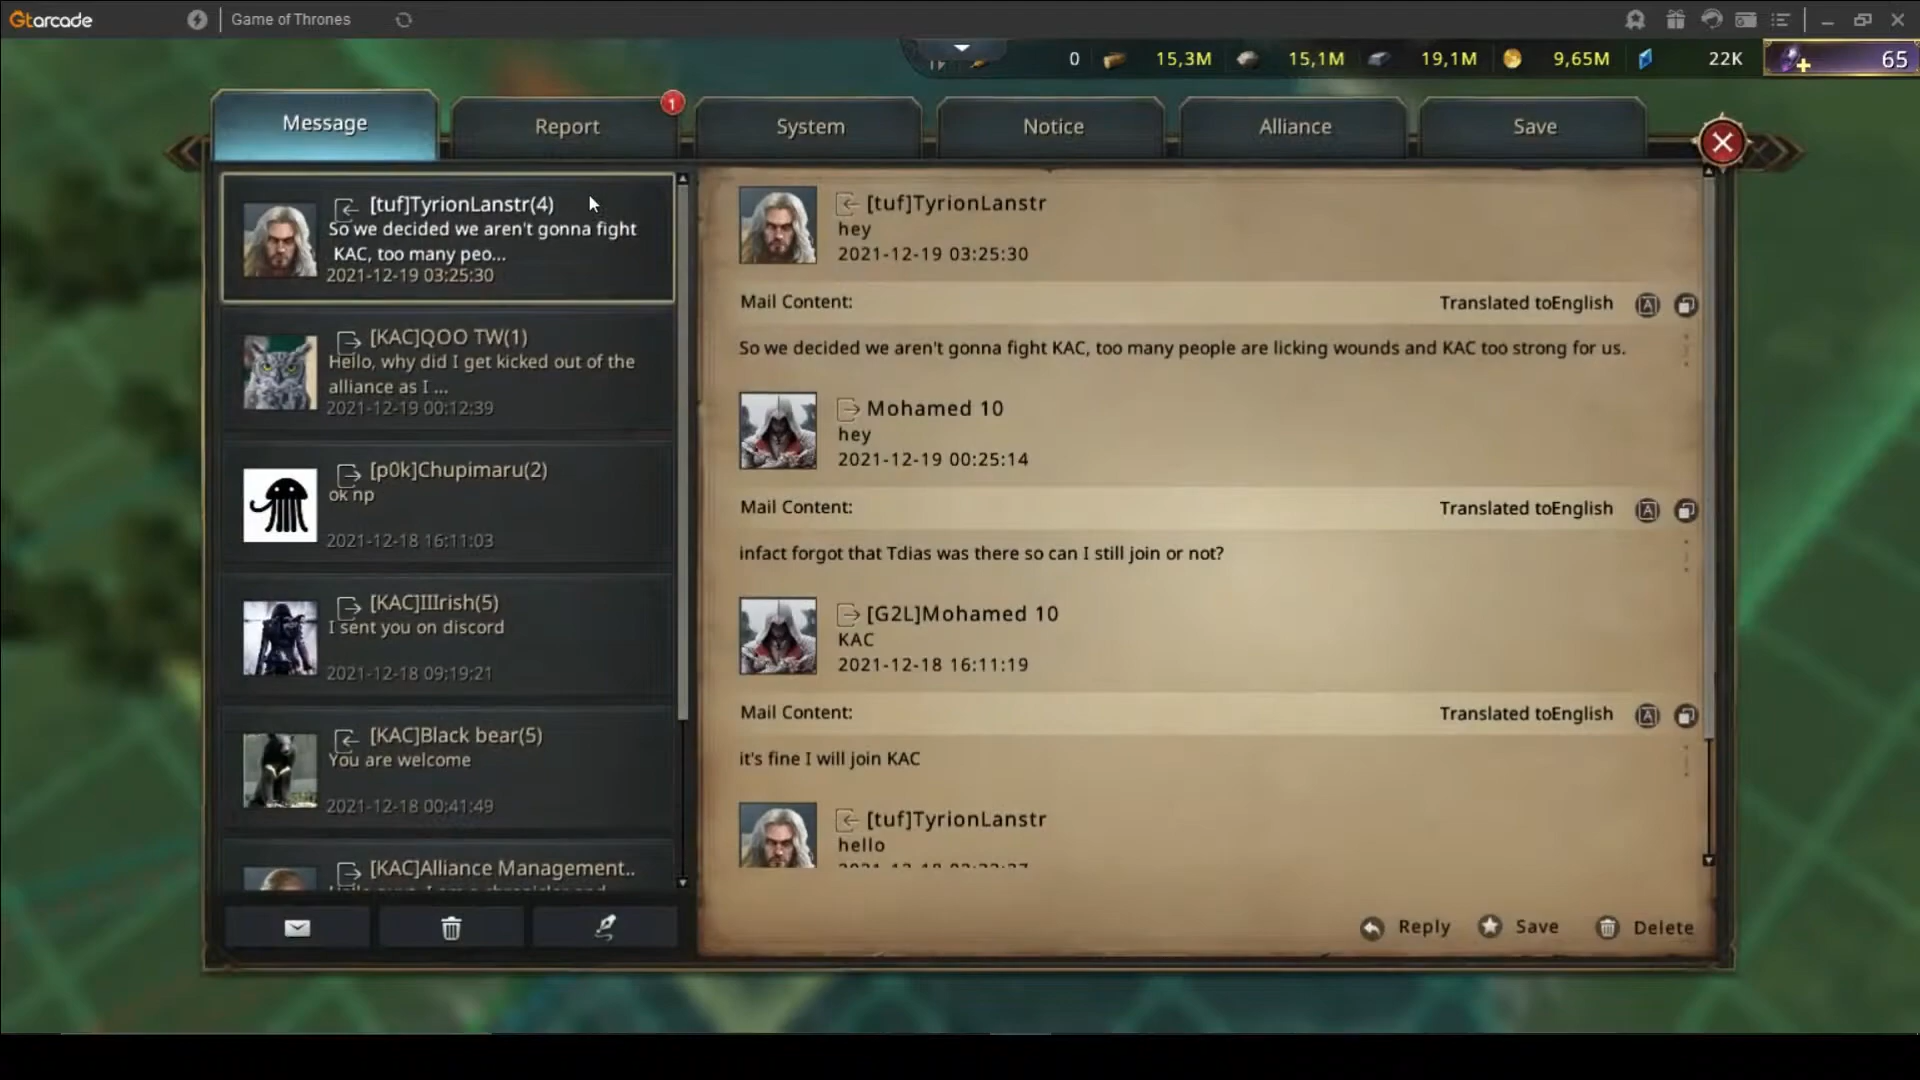 Gtarcade
Game of Thrones
0
15,3M
15,1M
19,1M
9,65M
22K
65
Message
Report
1
System
Notice
Alliance
Save
[tuf]TyrionLanstr(4)
So we decided we aren't gonna fight
KAC, too many peo...
2021-12-19 03:25:30
[KAC]QOO TW(1)
Hello, why did I get kicked out of the
alliance as I ...
2021-12-19 00:12:39
[p0k]Chupimaru(2)
ok np
2021-12-18 16:11:03
[KAC]IIIrish(5)
I sent you on discord
2021-12-18 09:19:21
[KAC]Black bear(5)
You are welcome
2021-12-18 00:41:49
[KAC]Alliance Management..
[tuf]TyrionLanstr
hey
2021-12-19 03:25:30
Mail Content:
Translated toEnglish
So we decided we aren't gonna fight KAC, too many people are licking wounds and KAC too strong for us.
Mohamed 10
hey
2021-12-19 00:25:14
Mail Content:
Translated toEnglish
infact forgot that Tdias was there so can I still join or not?
[G2L]Mohamed 10
KAC
2021-12-18 16:11:19
Mail Content:
Translated toEnglish
it's fine I will join KAC
[tuf]TyrionLanstr
hello
Reply
Save
Delete